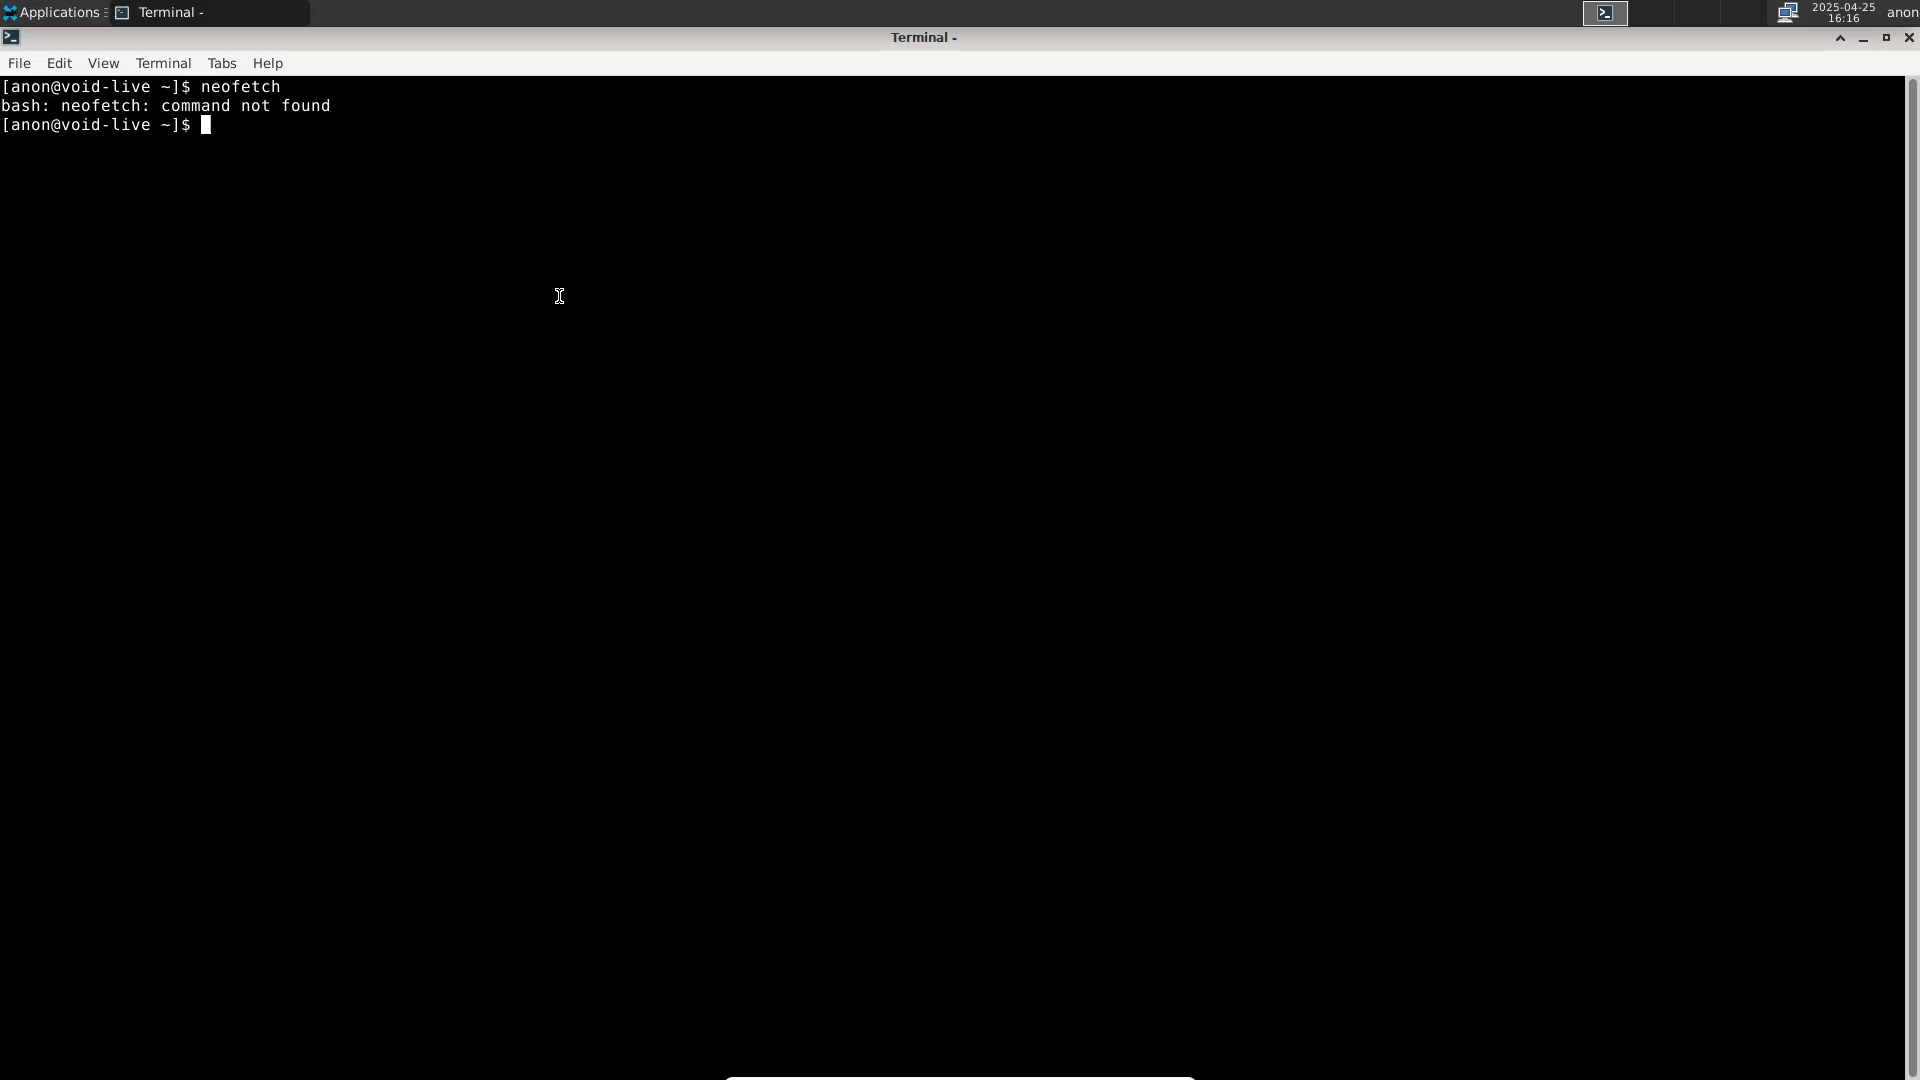 Applications
Terminal -
2025-04-25
16:16
anon
Terminal -
File Edit View Terminal Tabs Help
[anon@void-live ~]$ neofetch
bash: neofetch: command not found
[anon@void-live ~]$